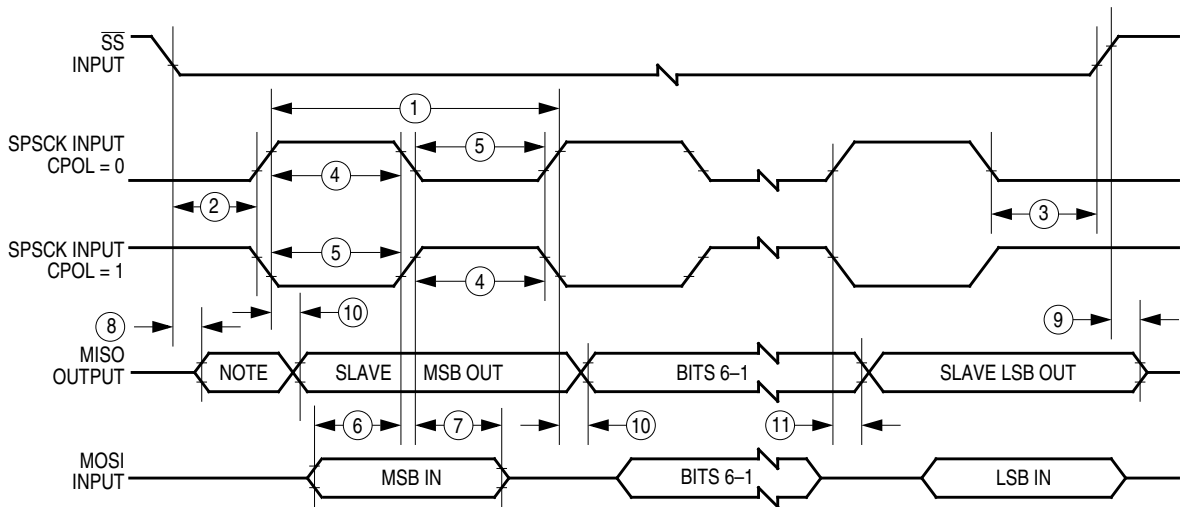 SS
INPUT
1
SPSCK INPUT
CPOL = 0
5
4
2
3
SPSCK INPUT
CPOL = 1
5
4
8
10
9
MISO
OUTPUT
NOTE
SLAVE MSB OUT
BITS 6–1
SLAVE LSB OUT
6
7
10
11
MOSI
INPUT
MSB IN
BITS 6–1
LSB IN